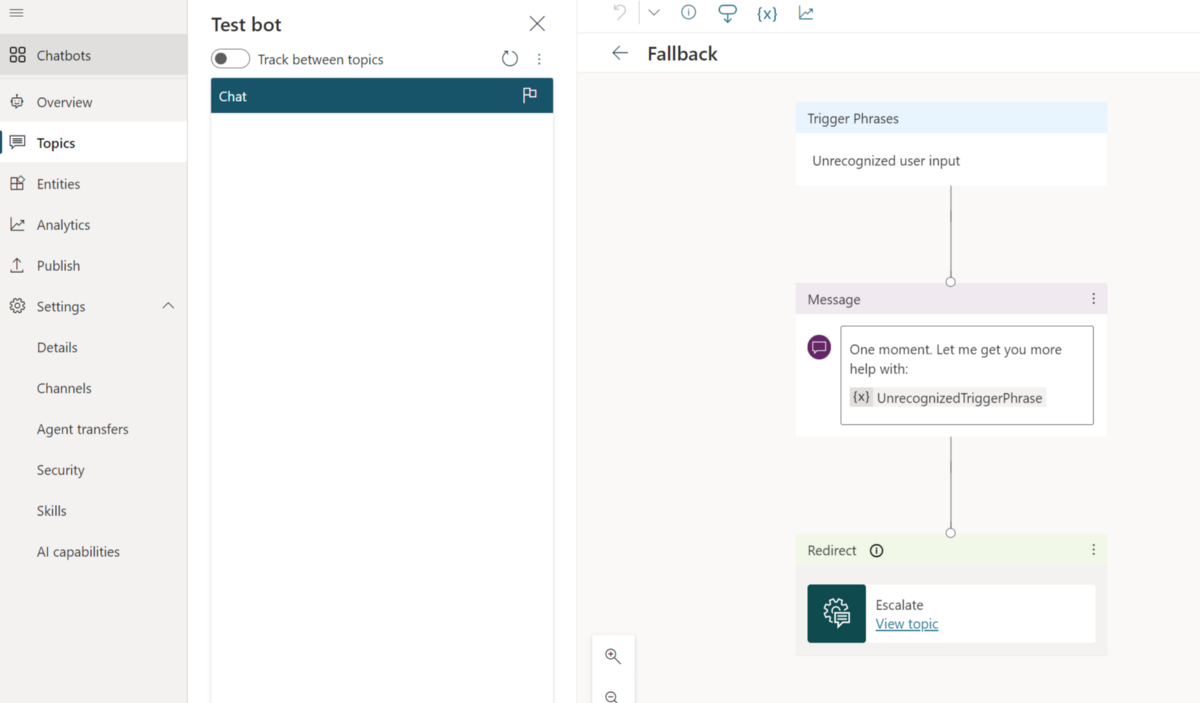 Chatbots
Overview
Topics
Entities
Analytics
Publish
Settings
Details
Channels
Agent transfers
Security
Skills
AI capabilities
Test bot
Track between topics
Chat
{x}
Fallback
Trigger Phrases
Unrecognized user input
Message
One moment. Let me get you more
help with:
{x} UnrecognizedTriggerPhrase
Redirect
Escalate
View topic